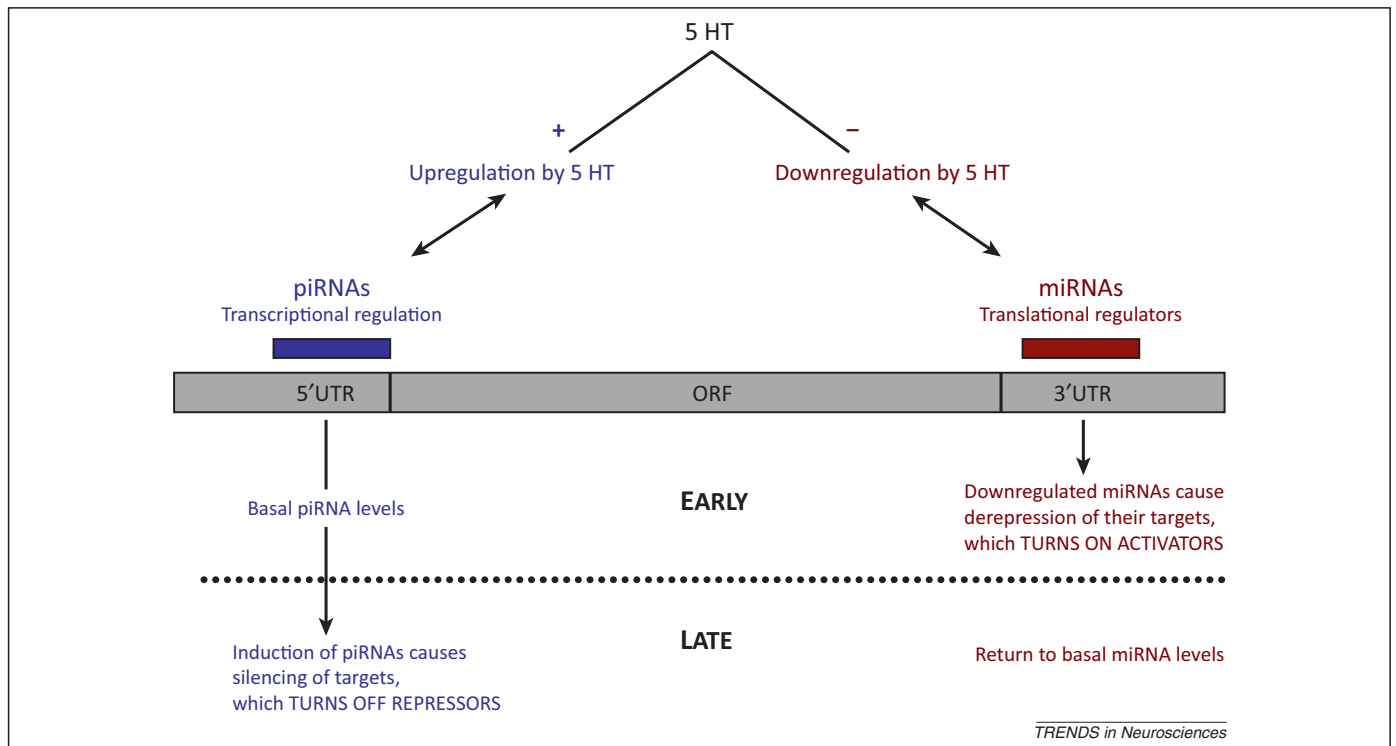 5 HT
+
−
Upregulation by 5 HT
Downregulation by 5 HT
piRNAs
Transcriptional regulation
miRNAs
Translational regulators
5′UTR
ORF
3′UTR
Basal piRNA levels
EARLY
Downregulated miRNAs cause
derepression of their targets,
which TURNS ON ACTIVATORS
LATE
Induction of piRNAs causes
silencing of targets,
which TURNS OFF REPRESSORS
Return to basal miRNA levels
TRENDS in Neurosciences